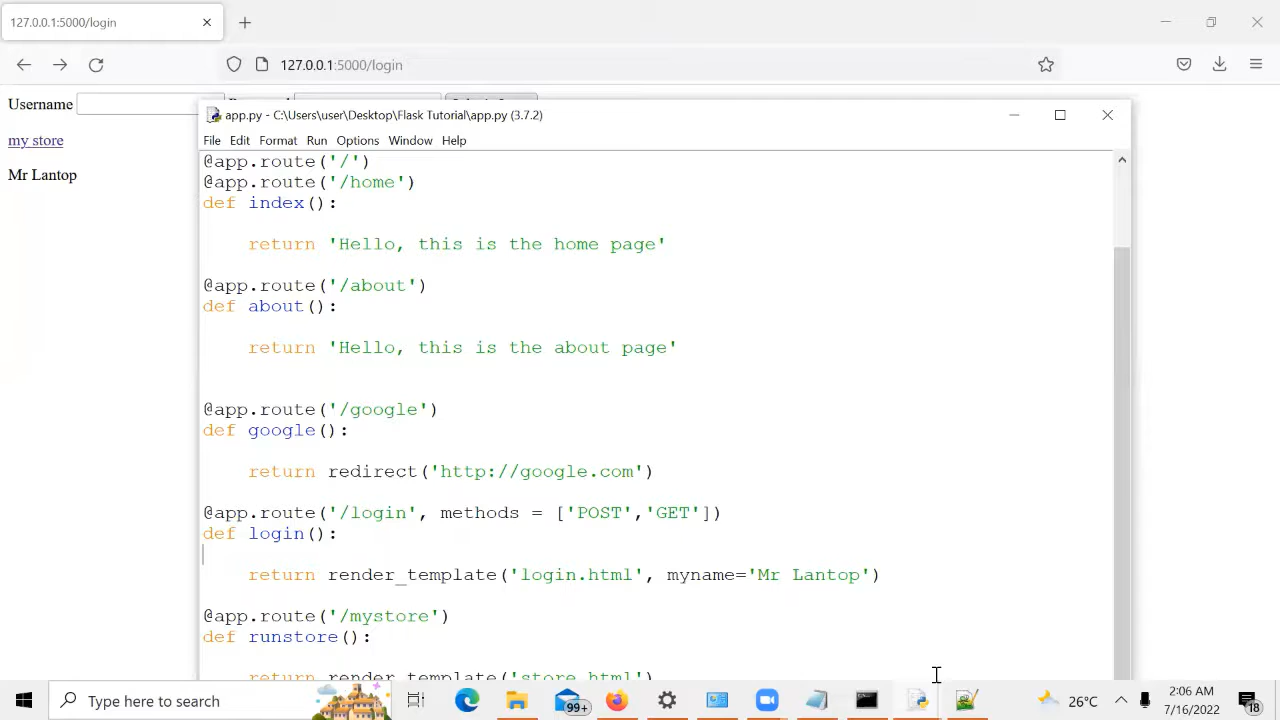 127.0.0.1:5000/login
127.0.0.1:5000/login
Username
my store
Mr Lantop
app.py - C:\Users\user\Desktop\Flask Tutorial\app.py (3.7.2)
File Edit Format Run Options Window Help
@app.route('/')
@app.route('/home')
def index():
return 'Hello, this is the home page'
@app.route('/about')
def about():
return 'Hello, this is the about page'
@app.route('/google')
def google():
return redirect('http://google.com')
@app.route('/login', methods = ['POST','GET'])
def login():
return render_template('login.html', myname='Mr Lantop')
@app.route('/mystore')
def runstore():
return render_template('store.html')
Type here to search
99+
26°C
2:06 AM
7/16/2022
18